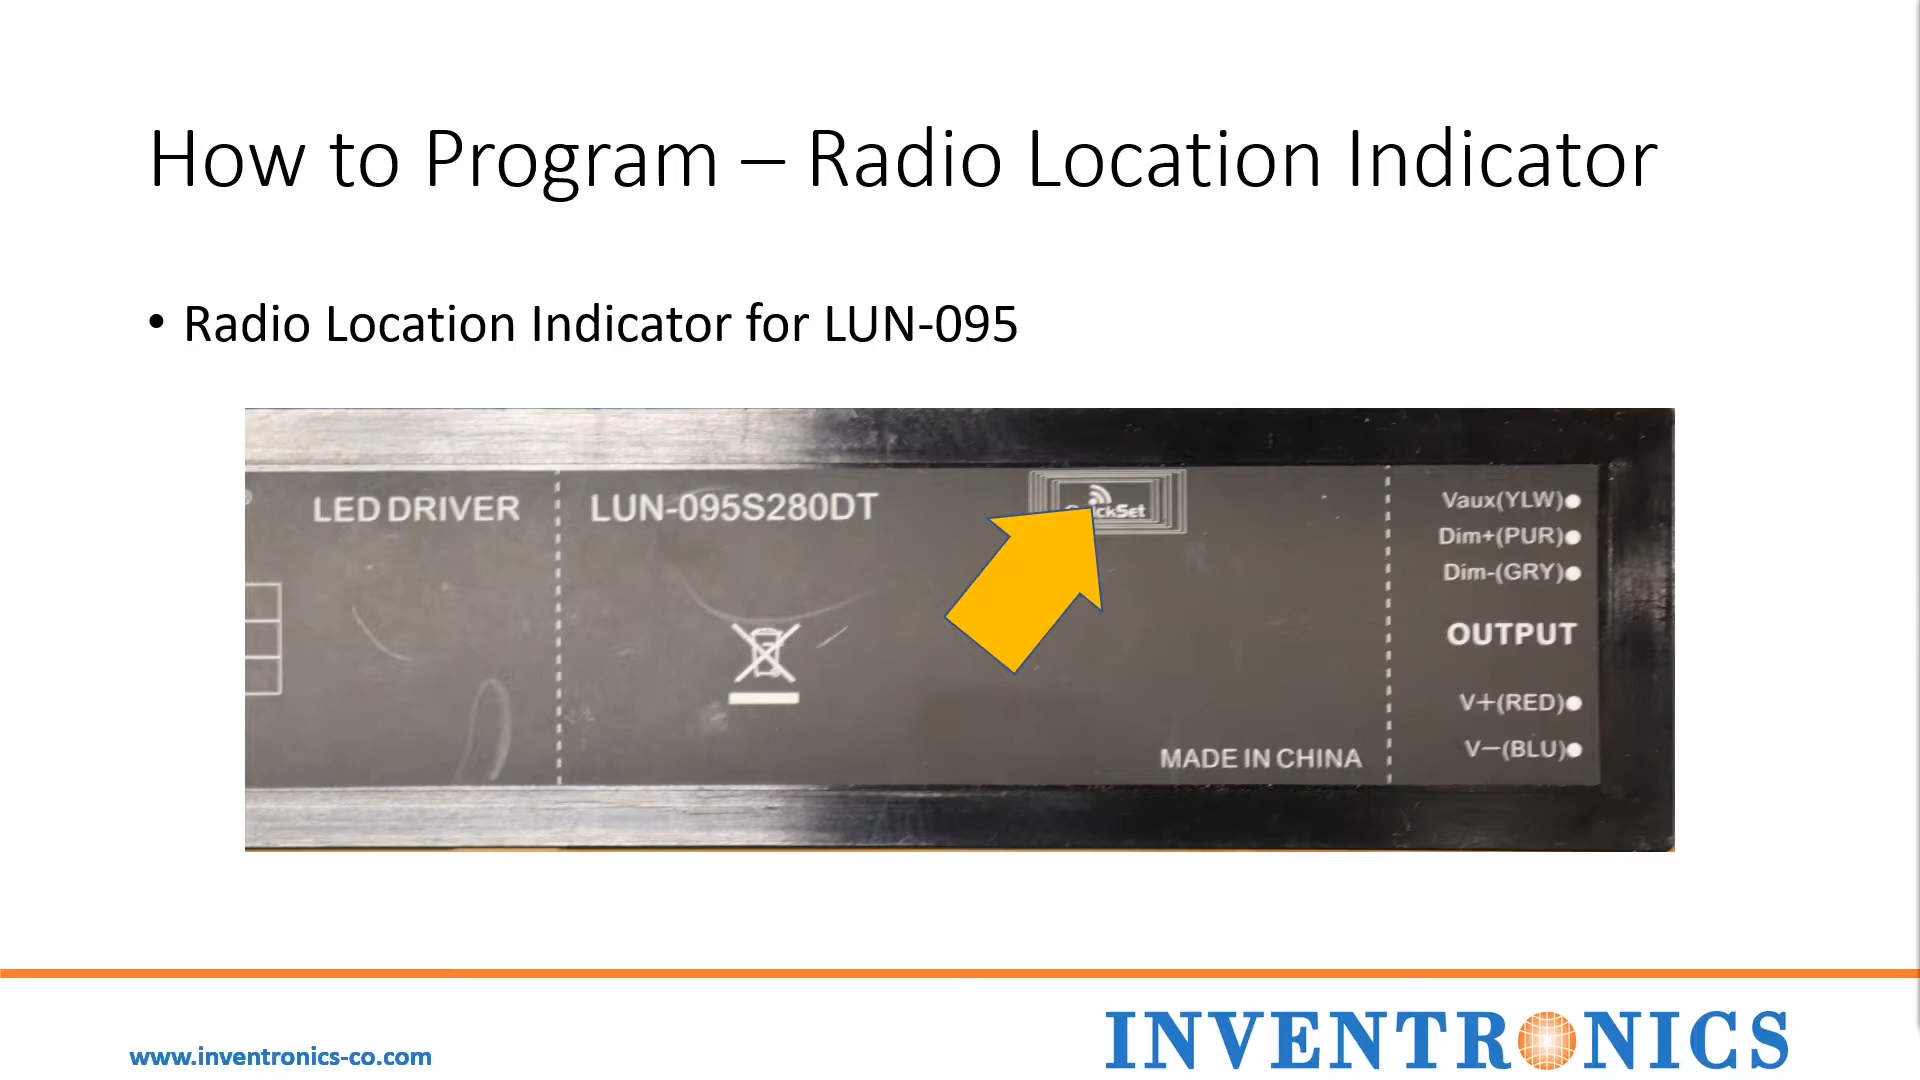 How to Program – Radio Location Indicator
• Radio Location Indicator for LUN-095
LED DRIVER
LUN-095S280DT
Vaux(YLW)
Dim+(PUR)
Dim-(GRY)
OUTPUT
V+(RED)
V−(BLU)
MADE IN CHINA
www.inventronics-co.com
INVENTRONICS